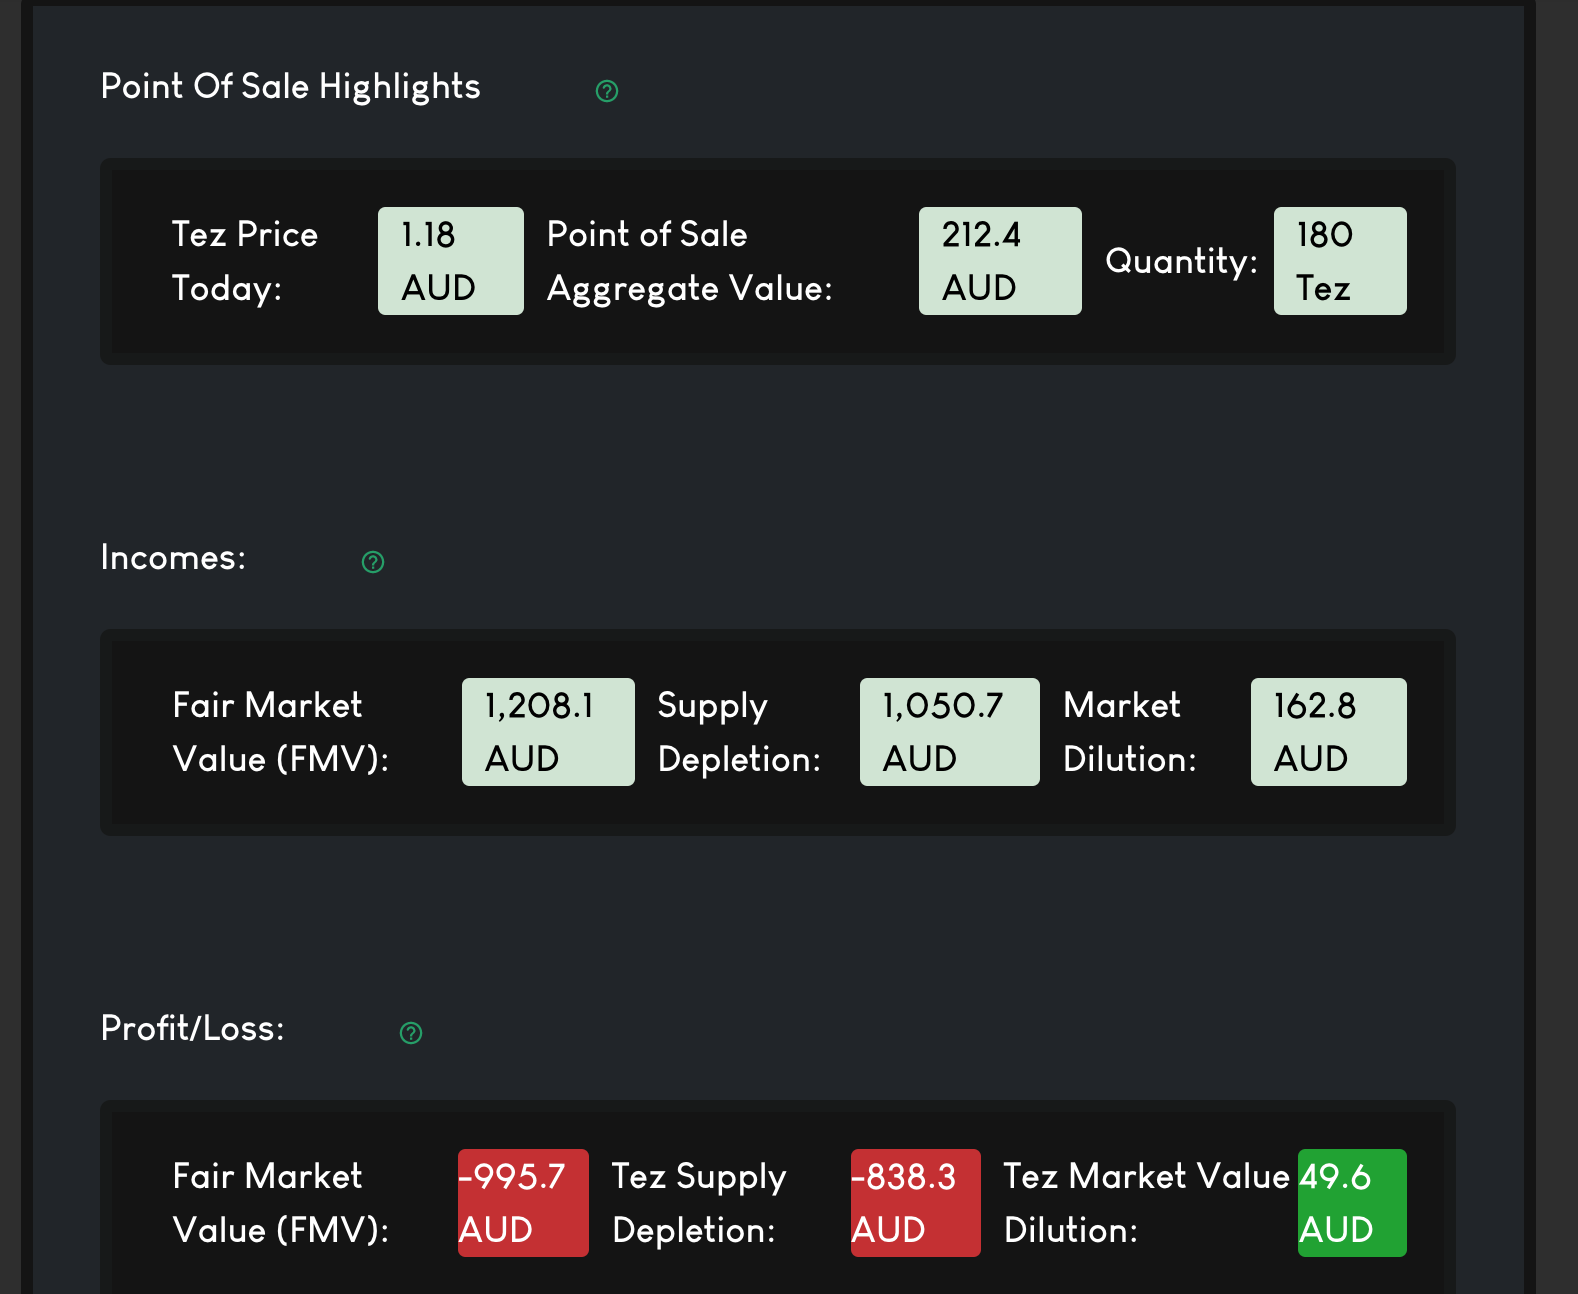 Point Of Sale Highlights
Tez Price
Today:
1.18
AUD
Point of Sale
Aggregate Value:
212.4
AUD
Quantity:
180
Tez
Incomes:
Fair Market
Value (FMV):
1,208.1
AUD
Supply
Depletion:
1,050.7
AUD
Market
Dilution:
162.8
AUD
Profit/Loss:
Fair Market
Value (FMV):
-995.7
AUD
Tez Supply
Depletion:
-838.3
AUD
Tez Market Value
Dilution:
49.6
AUD